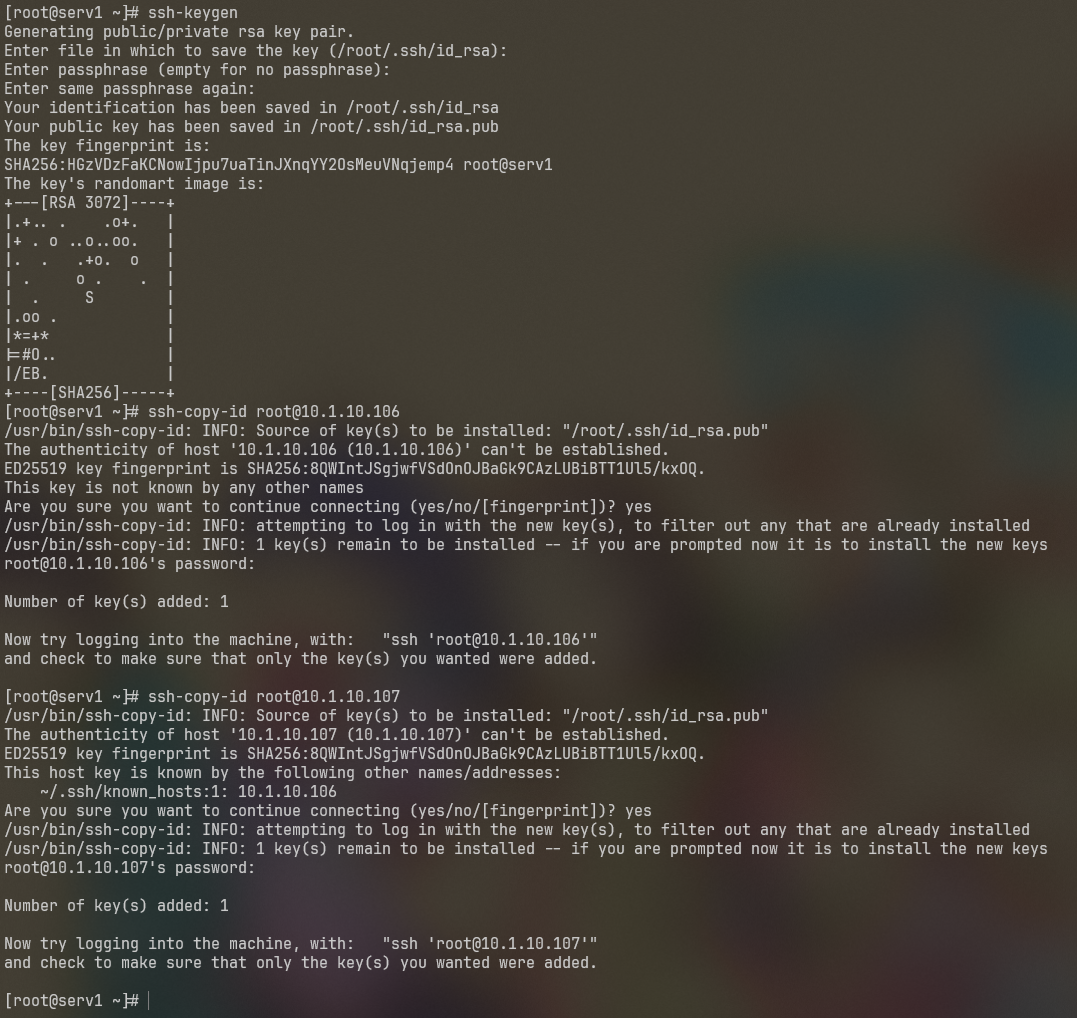 [root@serv1 ~]# ssh-keygen
Generating public/private rsa key pair.
Enter file in which to save the key (/root/.ssh/id_rsa):
Enter passphrase (empty for no passphrase):
Enter same passphrase again:
Your identification has been saved in /root/.ssh/id_rsa
Your public key has been saved in /root/.ssh/id_rsa.pub
The key fingerprint is:
SHA256:HGzVDzFaKCNowIjpu7uaTinJXnqYY2OsMeuVNqjemp4 root@serv1
The key's randomart image is:
+---[RSA 3072]----+
|.+.. .    .o+.   |
|+ . o ..o..oo.   |
|.  .   .+o.  o   |
| .     o .    .  |
|  .     S        |
|.oo .            |
|*=+*             |
|=#O..            |
|/EB.             |
+----[SHA256]-----+
[root@serv1 ~]# ssh-copy-id root@10.1.10.106
/usr/bin/ssh-copy-id: INFO: Source of key(s) to be installed: "/root/.ssh/id_rsa.pub"
The authenticity of host '10.1.10.106 (10.1.10.106)' can't be established.
ED25519 key fingerprint is SHA256:8QWIntJSgjwfVSdOnOJBaGk9CAzLUBiBTT1Ul5/kxOQ.
This key is not known by any other names
Are you sure you want to continue connecting (yes/no/[fingerprint])? yes
/usr/bin/ssh-copy-id: INFO: attempting to log in with the new key(s), to filter out any that are already installed
/usr/bin/ssh-copy-id: INFO: 1 key(s) remain to be installed -- if you are prompted now it is to install the new keys
root@10.1.10.106's password:
Number of key(s) added: 1
Now try logging into the machine, with:   "ssh 'root@10.1.10.106'"
and check to make sure that only the key(s) you wanted were added.
[root@serv1 ~]# ssh-copy-id root@10.1.10.107
/usr/bin/ssh-copy-id: INFO: Source of key(s) to be installed: "/root/.ssh/id_rsa.pub"
The authenticity of host '10.1.10.107 (10.1.10.107)' can't be established.
ED25519 key fingerprint is SHA256:8QWIntJSgjwfVSdOnOJBaGk9CAzLUBiBTT1Ul5/kxOQ.
This host key is known by the following other names/addresses:
    ~/.ssh/known_hosts:1: 10.1.10.106
Are you sure you want to continue connecting (yes/no/[fingerprint])? yes
/usr/bin/ssh-copy-id: INFO: attempting to log in with the new key(s), to filter out any that are already installed
/usr/bin/ssh-copy-id: INFO: 1 key(s) remain to be installed -- if you are prompted now it is to install the new keys
root@10.1.10.107's password:
Number of key(s) added: 1
Now try logging into the machine, with:   "ssh 'root@10.1.10.107'"
and check to make sure that only the key(s) you wanted were added.
[root@serv1 ~]#